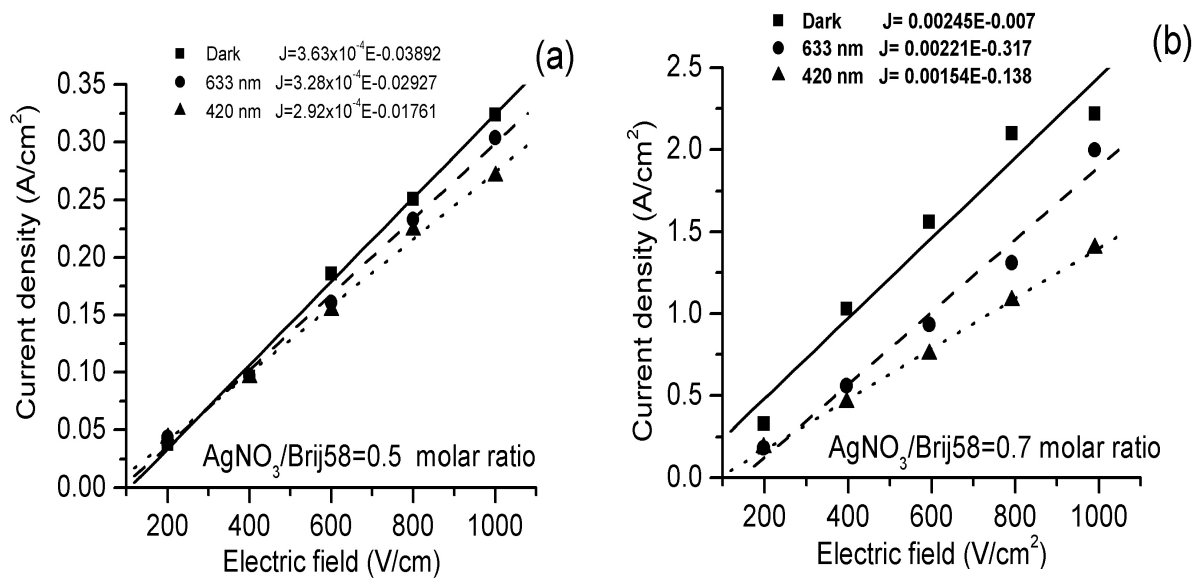 Dark J=3.63x10⁻⁴E-0.03892
633 nm J=3.28x10⁻⁴E-0.02927
420 nm J=2.92x10⁻⁴E-0.01761
(a)
0.35
0.30
0.25
0.20
0.15
0.10
0.05
0.00
Current density (A/cm²)
AgNO₃/Brij58=0.5 molar ratio
200 400 600 800 1000
Electric field (V/cm)
Dark J= 0.00245E-0.007
633 nm J= 0.00221E-0.317
420 nm J= 0.00154E-0.138
(b)
2.5
2.0
1.5
1.0
0.5
0.0
Current density (A/cm²)
AgNO₃/Brij58=0.7 molar ratio
200 400 600 800 1000
Electric field (V/cm²)